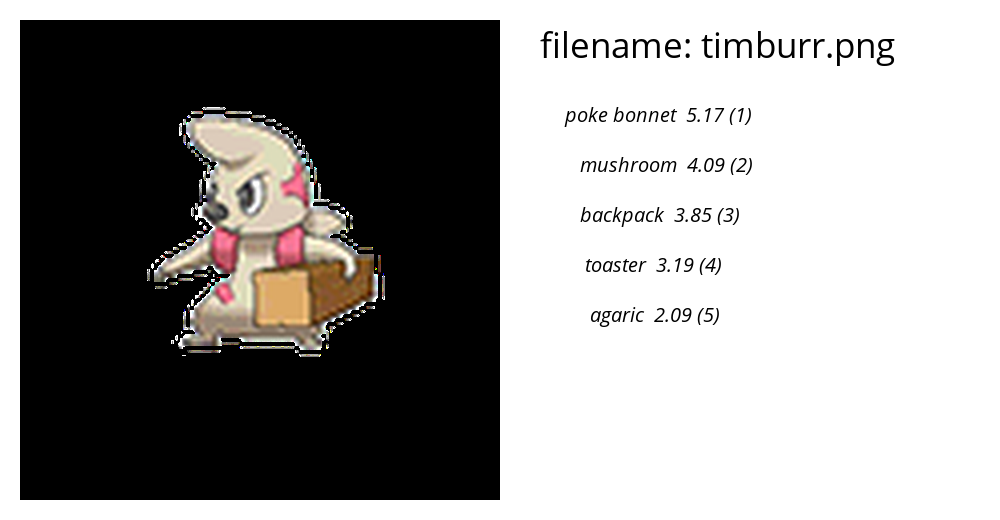 filename: timburr.png
poke bonnet 5.17 (1)
mushroom 4.09 (2)
backpack 3.85 (3)
toaster 3.19 (4)
agaric 2.09 (5)